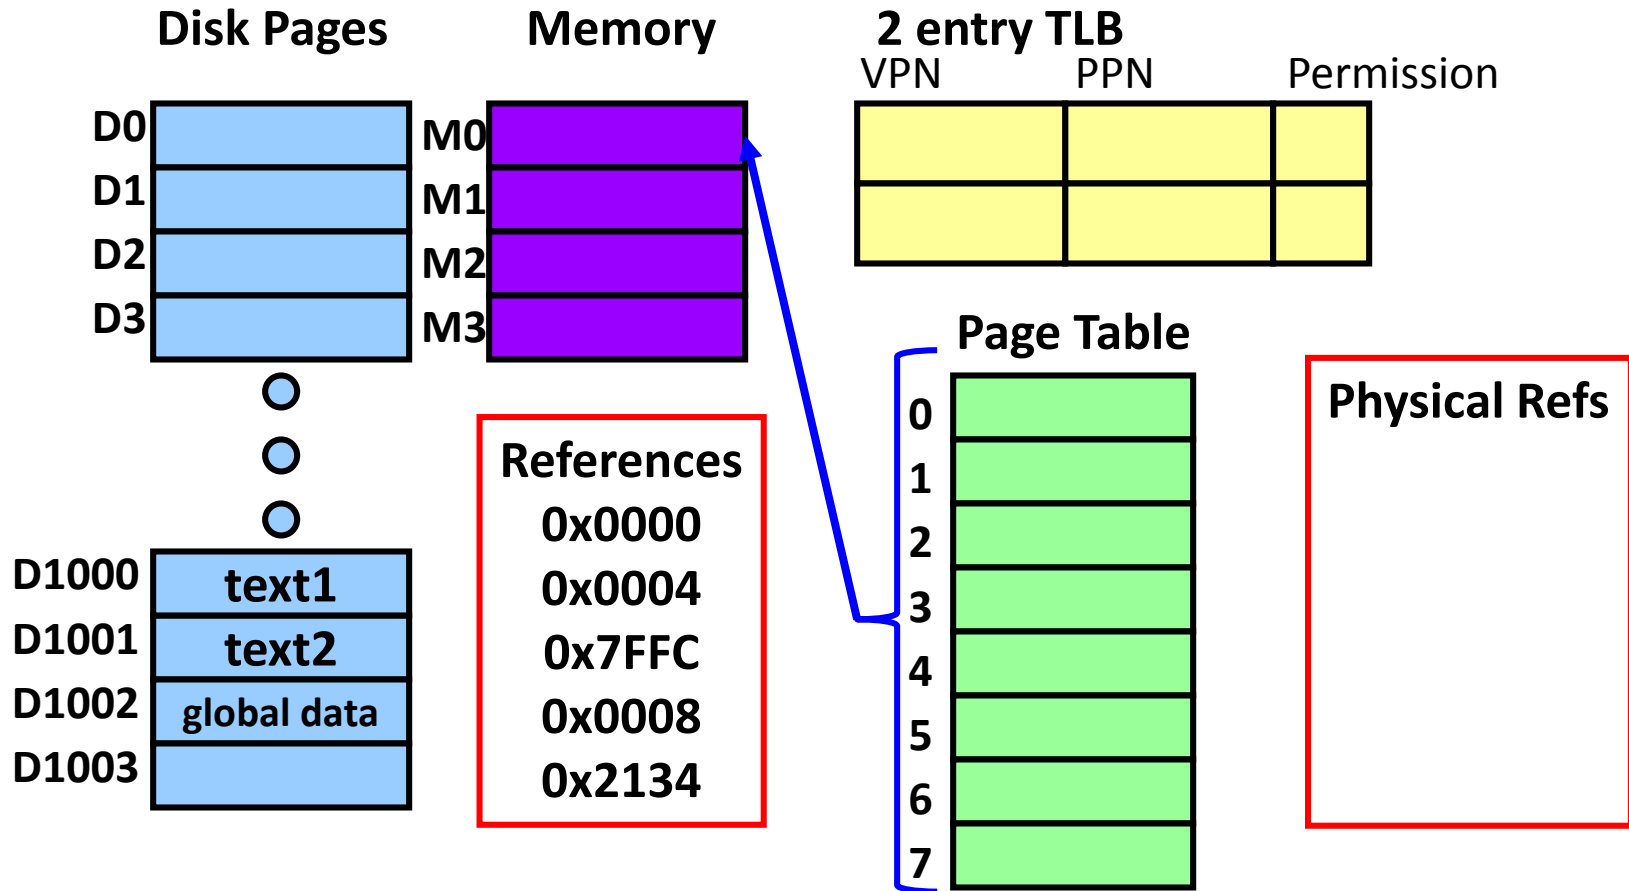 Disk Pages
Memory
2 entry TLB
VPN
PPN
Permission
D0
D1
D2
D3
M0
M1
M2
M3
D1000
text1
D1001
text2
D1002
global data
D1003
References
0x0000
0x0004
0x7FFC
0x0008
0x2134
Page Table
0
1
2
3
4
5
6
7
Physical Refs